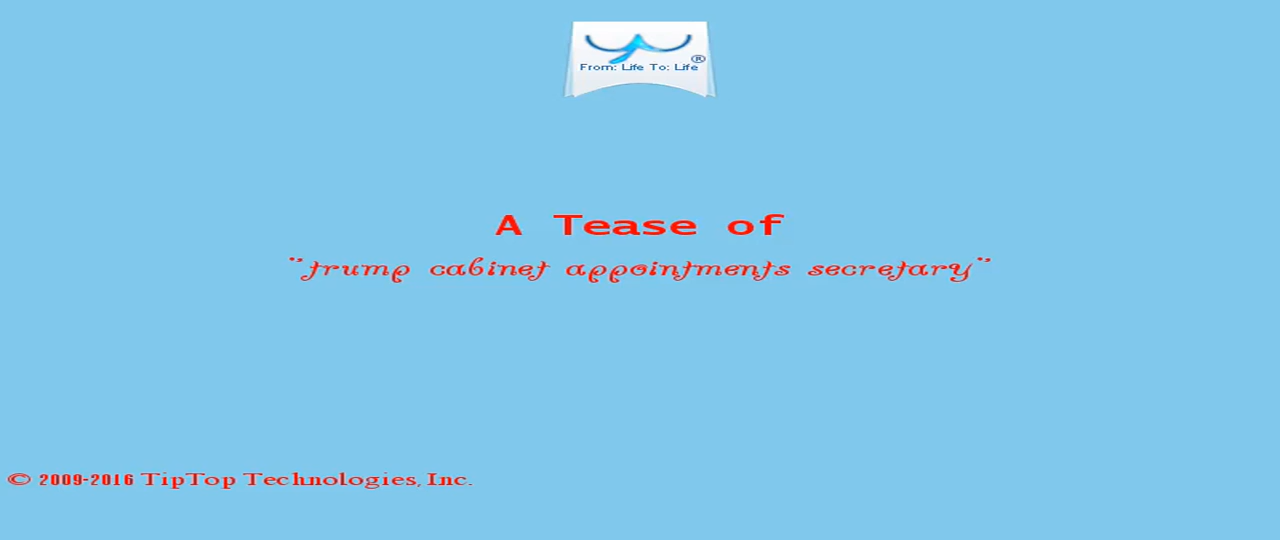 From: Life To: Life®
A Tease of
"trump cabinet appointments secretary"
© 2009-2016 TipTop Technologies, Inc.